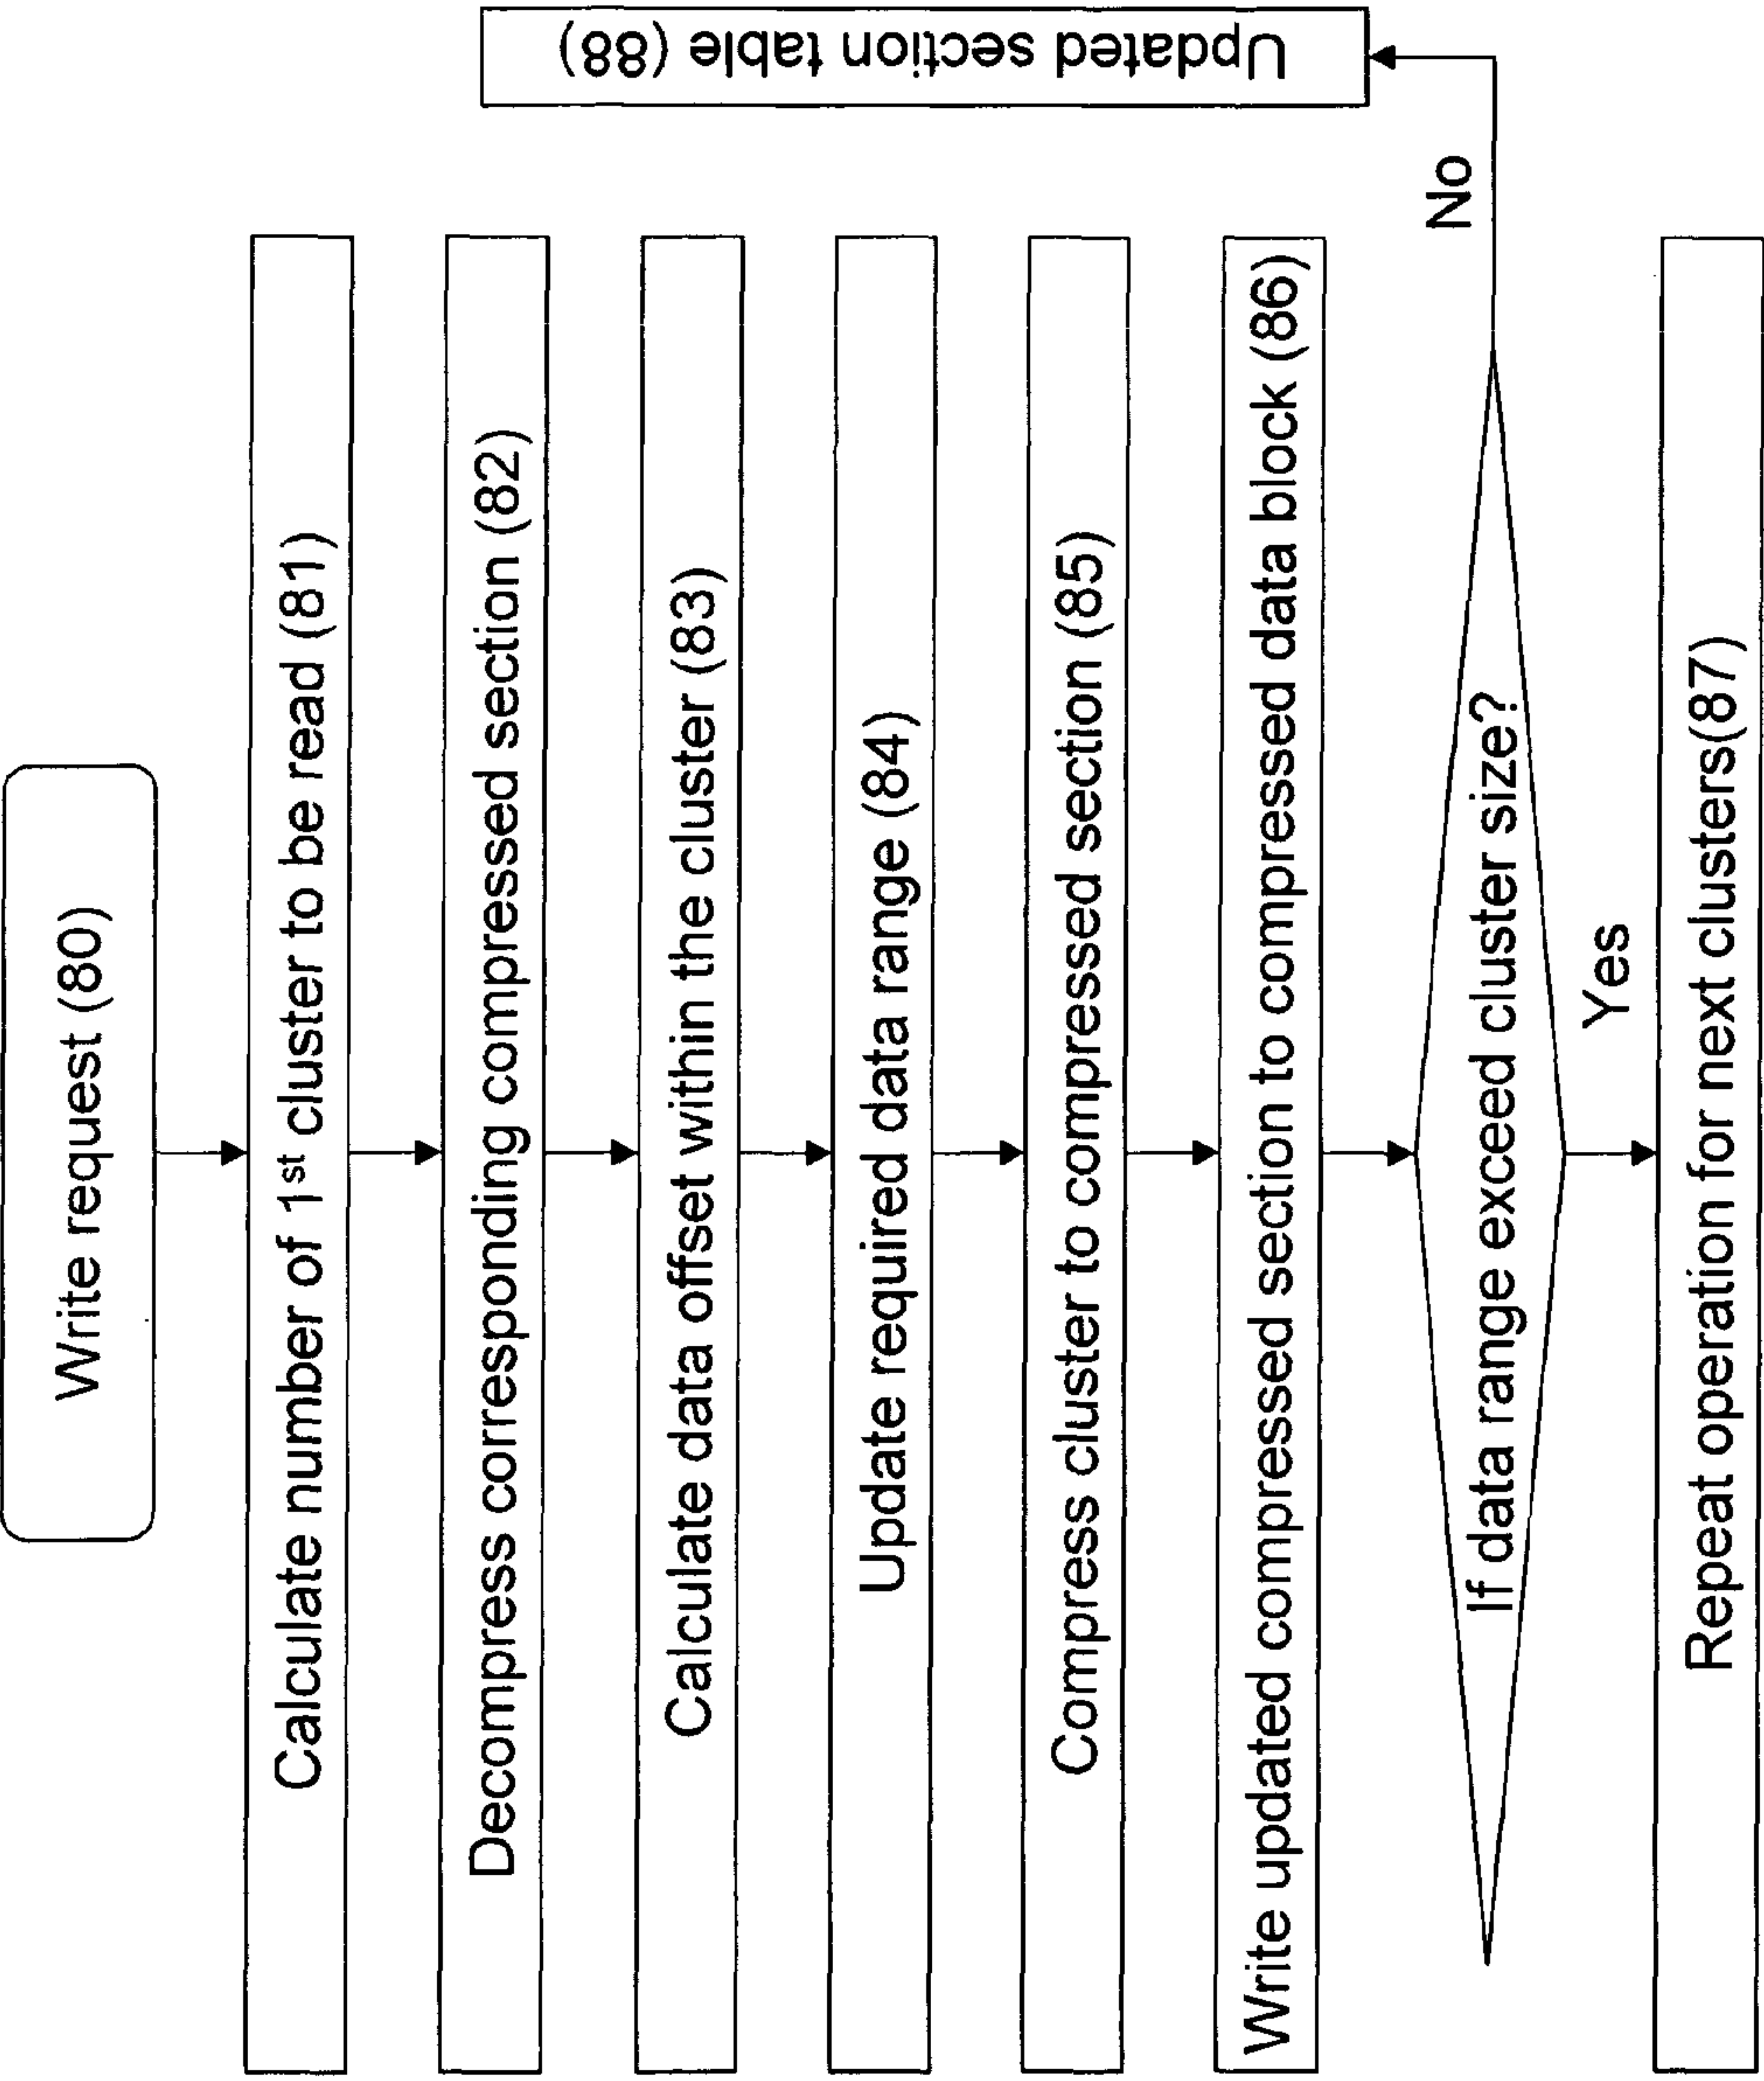 Write request (80)
Calculate number of 1st cluster to be read (81)
Decompress corresponding compressed section (82)
Calculate data offset within the cluster (83)
Update required data range (84)
Compress cluster to compressed section (85)
Write updated compressed section to compressed data block (86)
If data range exceed cluster size?
No
Updated section table (88)
Yes
Repeat operation for next clusters(87)